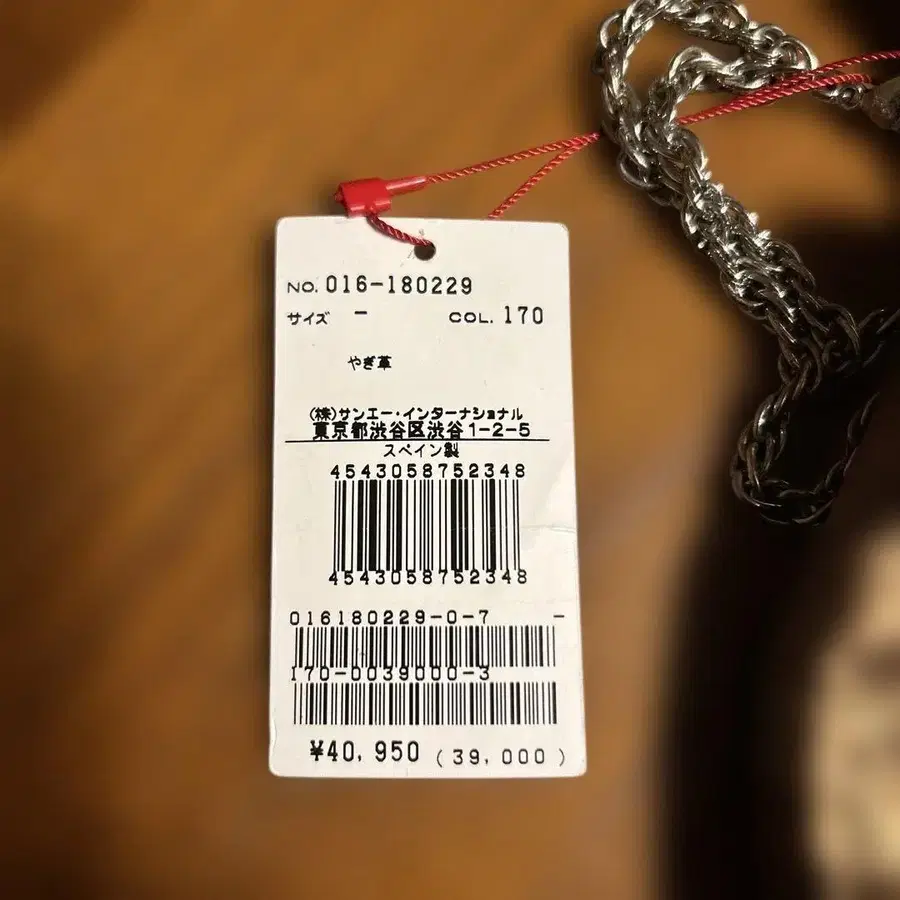 NO. 016-180229
サイズ - COL. 170
やぎ革
(株)サンエー・インターナショナル
東京都渋谷区渋谷1-2-5
スペイン製
4543058752348
4543058752348
016180229-0-7 -
170-0039000-3
¥40,950 (39,000)